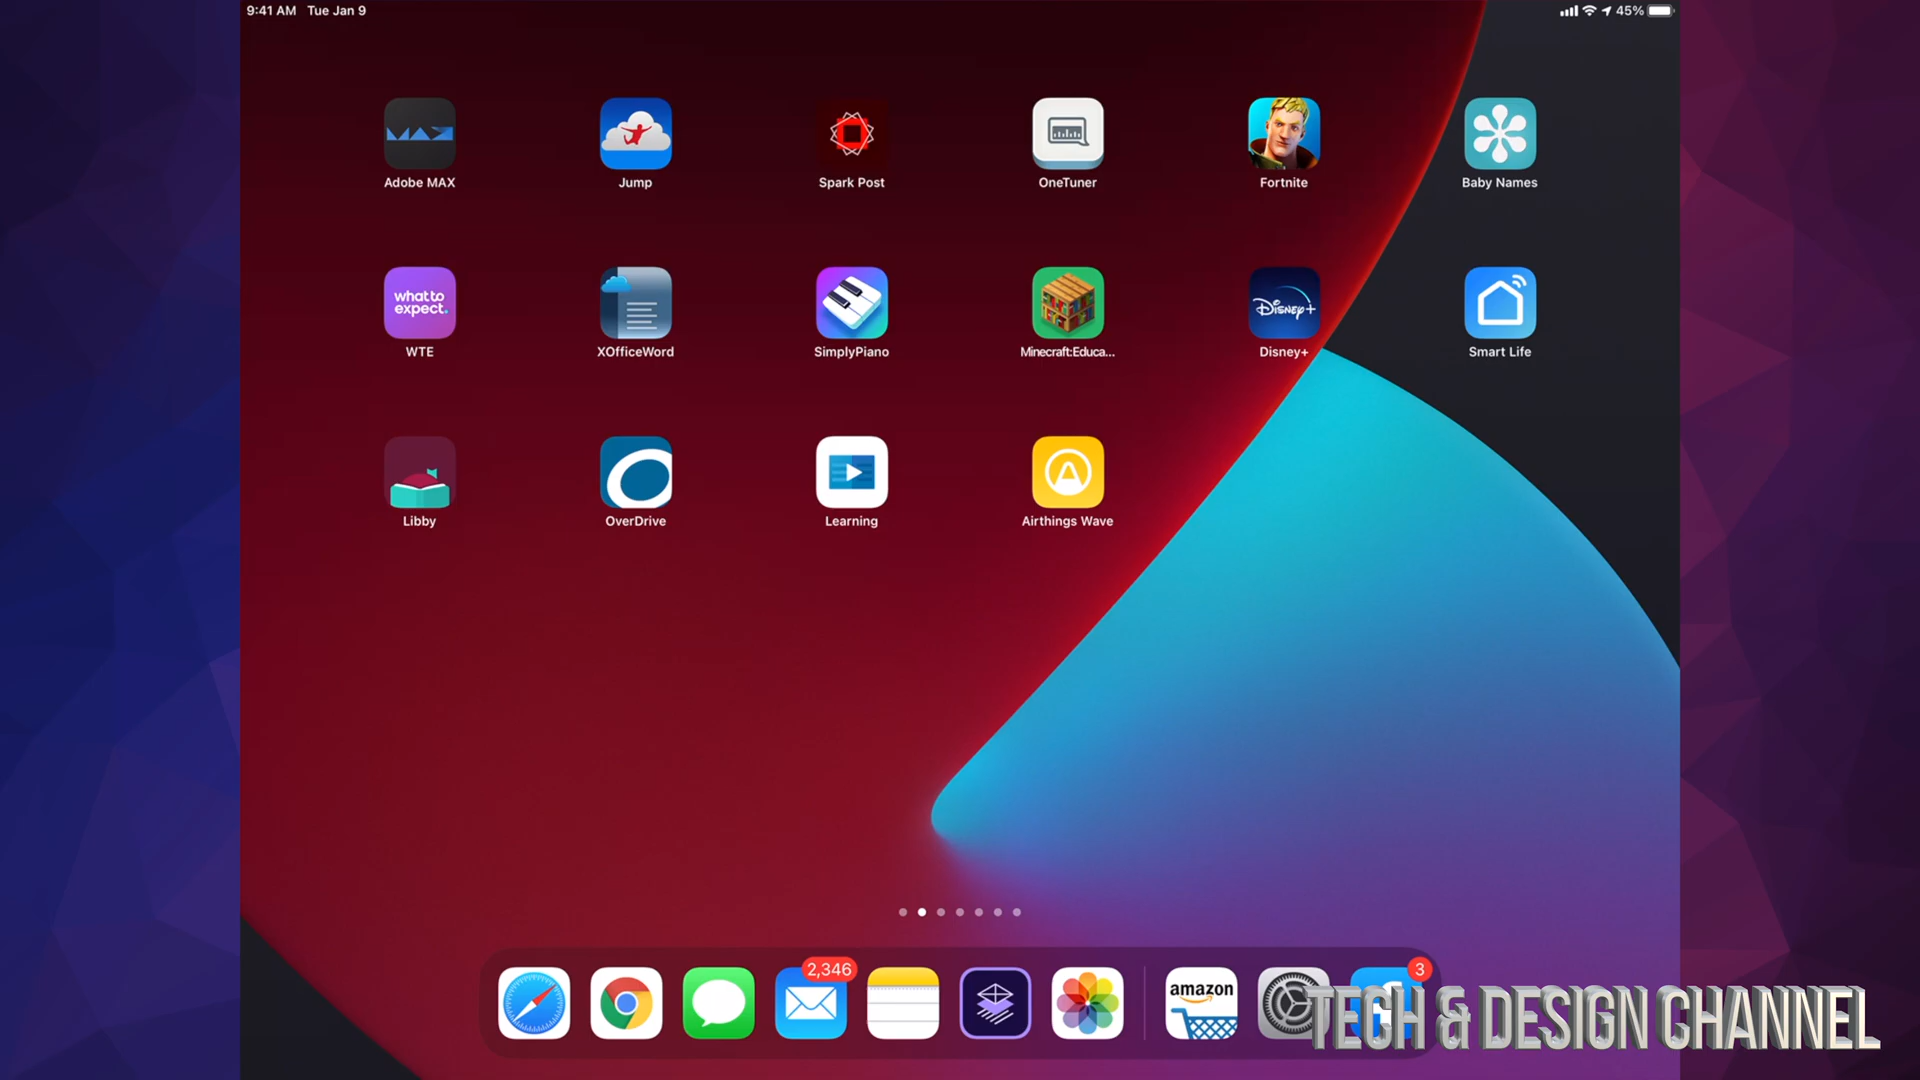 9:41 AM Tue Jan 9
45%
Adobe MAX
Jump
Spark Post
OneTuner
Fortnite
Baby Names
what to
expect.
Disney+
WTE
XOfficeWord
SimplyPiano
Minecraft:Educa...
Disney+
Smart Life
Libby
OverDrive
Learning
Airthings Wave
2,346
3
amazon
TECH & DESIGN CHANNEL